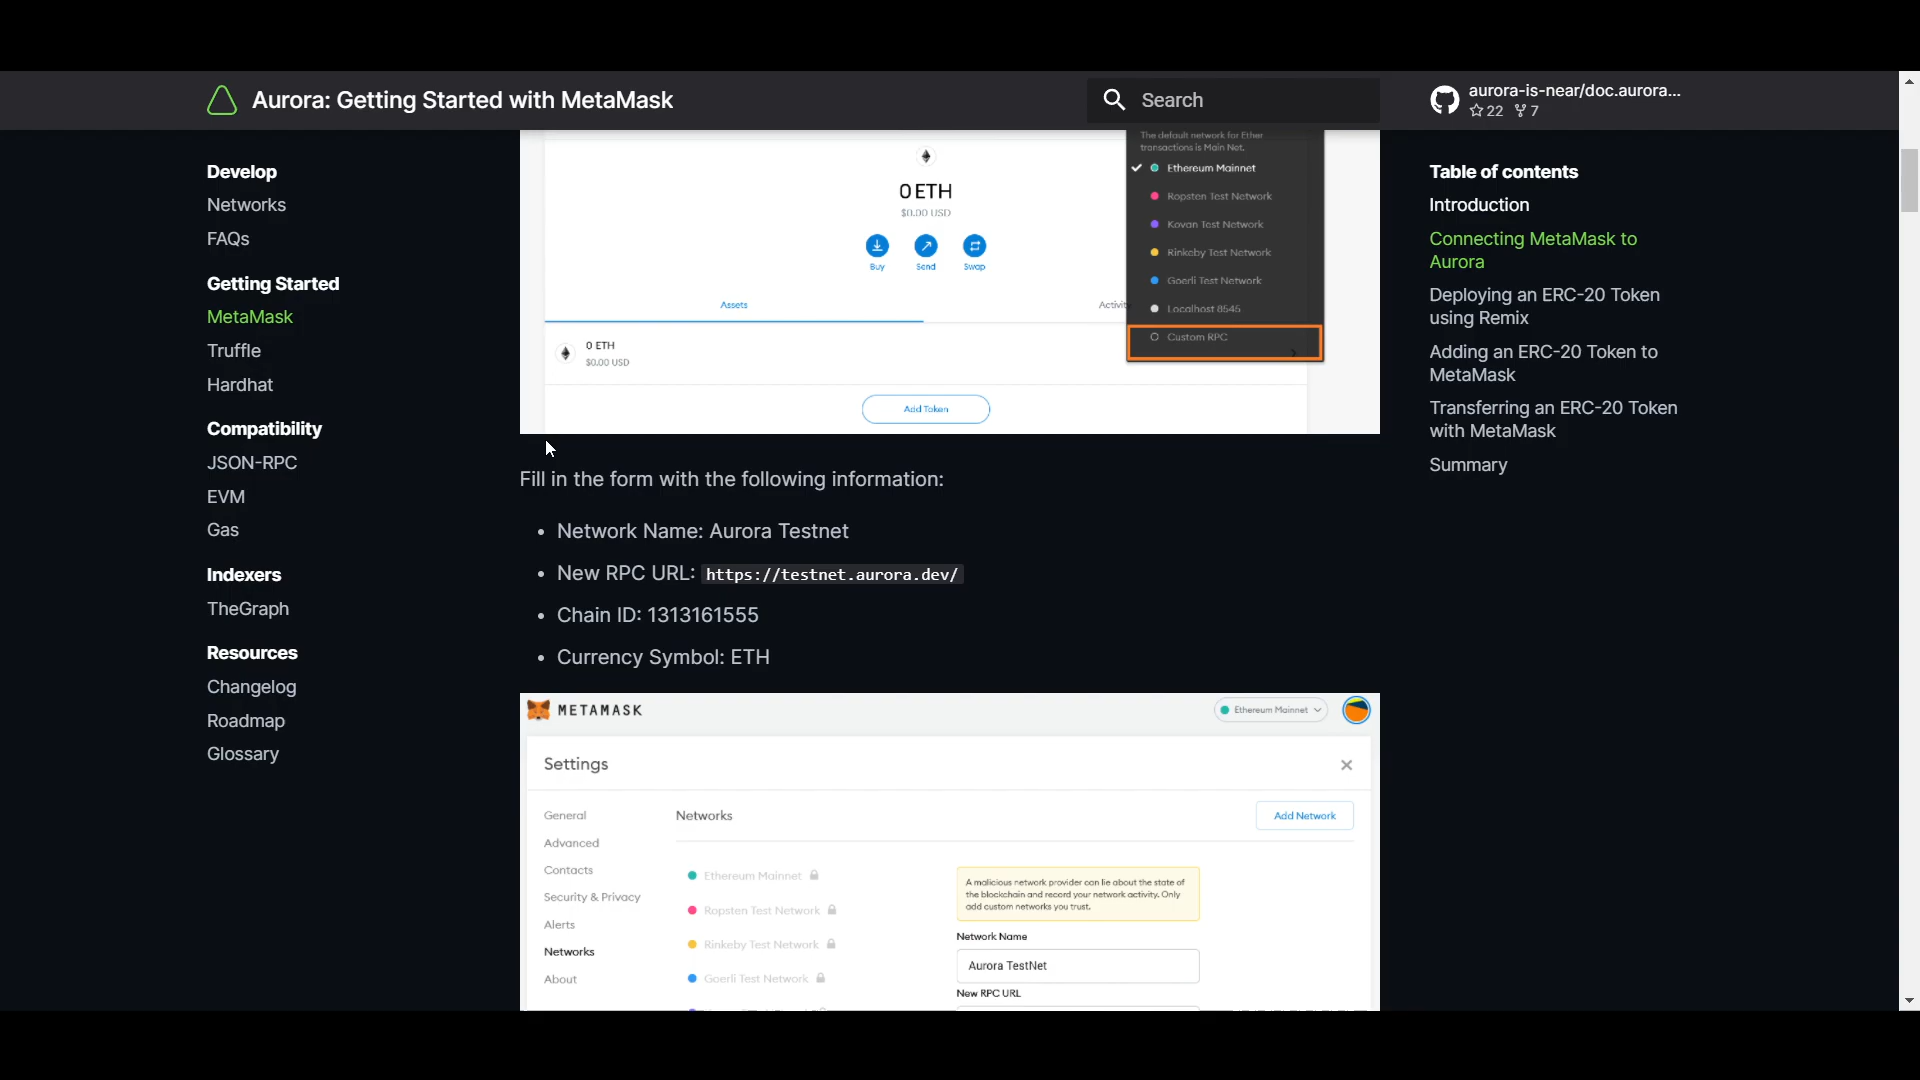 Aurora: Getting Started with MetaMask
Search
aurora-is-near/doc.aurora...
22 7
Develop
Networks
FAQs
Getting Started
MetaMask
Truffle
Hardhat
Compatibility
JSON-RPC
EVM
Gas
Indexers
TheGraph
Resources
Changelog
Roadmap
Glossary
The default network for Ether
transactions is Main Net.
Ethereum Mainnet
Ropsten Test Network
Kovan Test Network
Rinkeby Test Network
Goerli Test Network
Localhost 8545
Custom RPC
0 ETH
$0.00 USD
Buy
Send
Swap
Assets
Activit
0 ETH
$0.00 USD
Add Token
Fill in the form with the following information:
• Network Name: Aurora Testnet
• New RPC URL: https://testnet.aurora.dev/
• Chain ID: 1313161555
• Currency Symbol: ETH
METAMASK
Ethereum Mainnet
Settings
General
Advanced
Contacts
Security & Privacy
Alerts
Networks
About
Networks
Add Network
Ethereum Mainnet
Ropsten Test Network
Rinkeby Test Network
Goerli Test Network
A malicious network provider can lie about the state of
the blockchain and record your network activity. Only
add custom networks you trust.
Network Name
Aurora TestNet
New RPC URL
Table of contents
Introduction
Connecting MetaMask to
Aurora
Deploying an ERC-20 Token
using Remix
Adding an ERC-20 Token to
MetaMask
Transferring an ERC-20 Token
with MetaMask
Summary